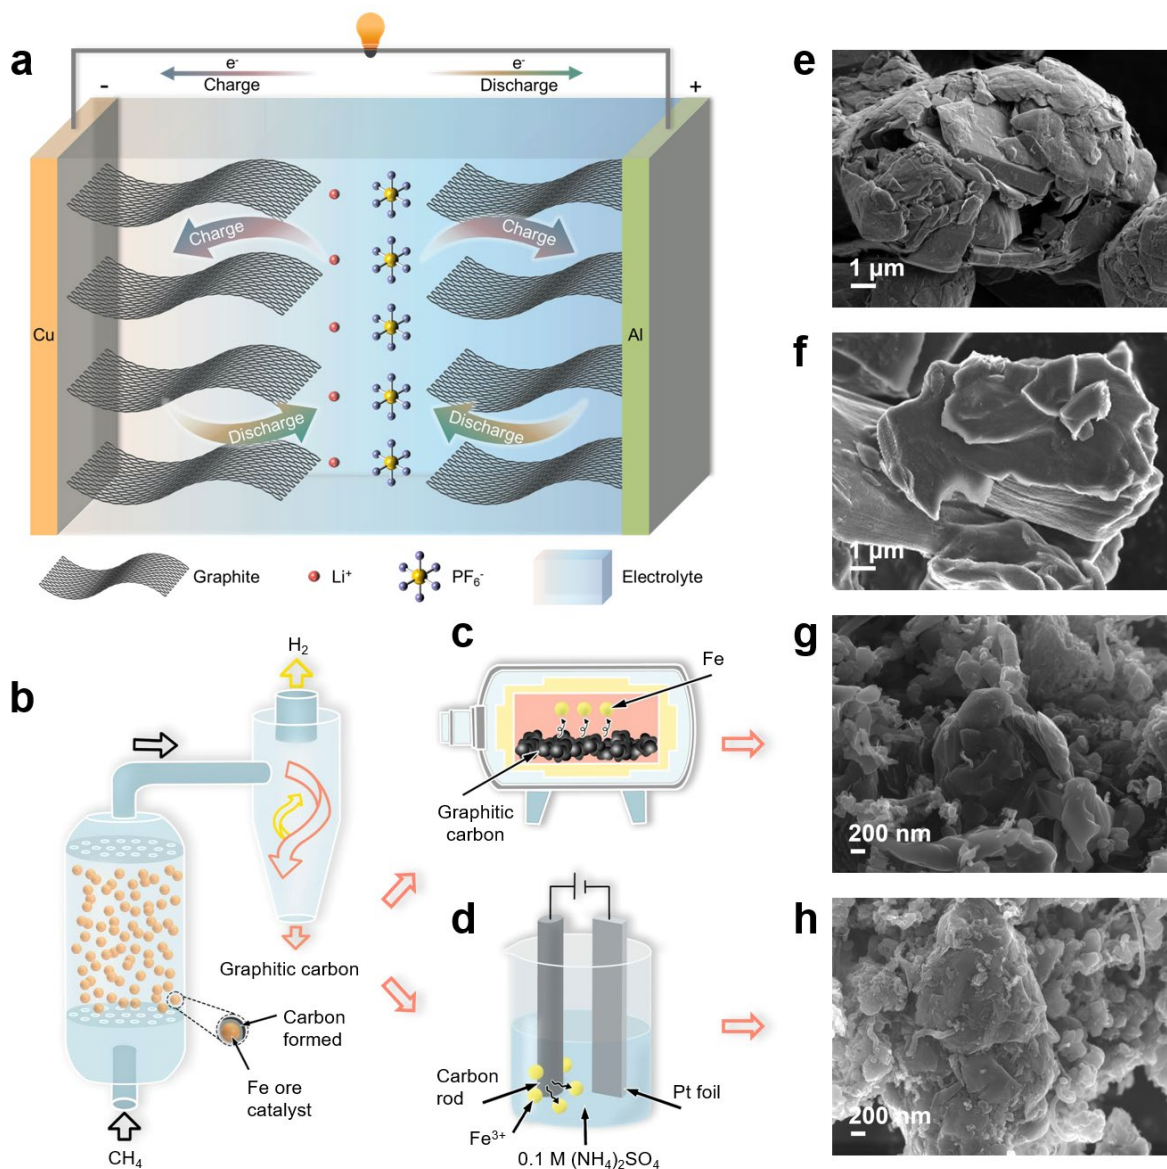 a
e⁻
Charge
e⁻
Discharge
-
+
Charge
Charge
Cu
Al
Discharge
Discharge
Graphite
Li⁺
PF₆⁻
Electrolyte
b
H₂
Graphitic carbon
Carbon
formed
Fe ore
catalyst
CH₄
c
Fe
Graphitic
carbon
d
Carbon
rod
Fe³⁺
Pt foil
0.1 M (NH₄)₂SO₄
e
1 µm
f
1 µm
g
200 nm
h
200 nm